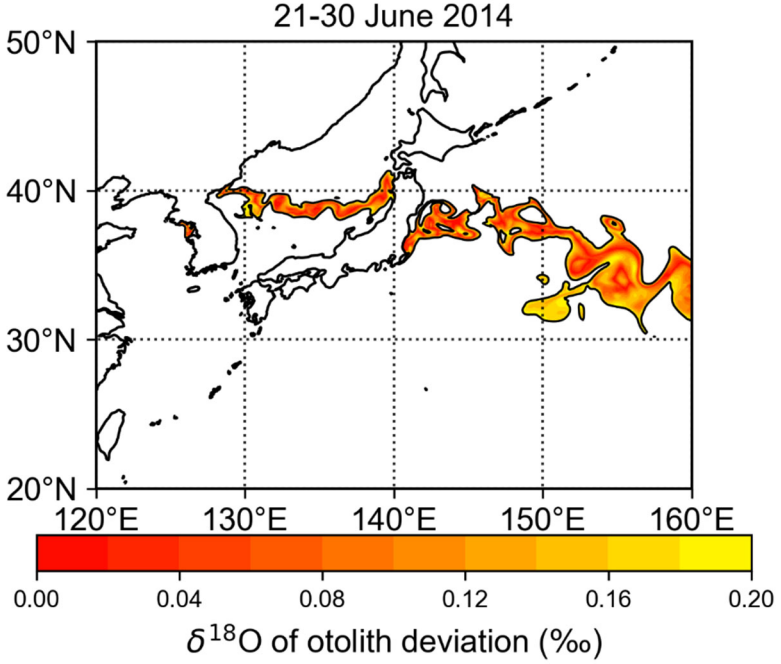 21-30 June 2014
50°N
40°N
30°N
20°N
120°E 130°E 140°E 150°E 160°E
0.00 0.04 0.08 0.12 0.16 0.20
δ¹⁸O of otolith deviation (‰)